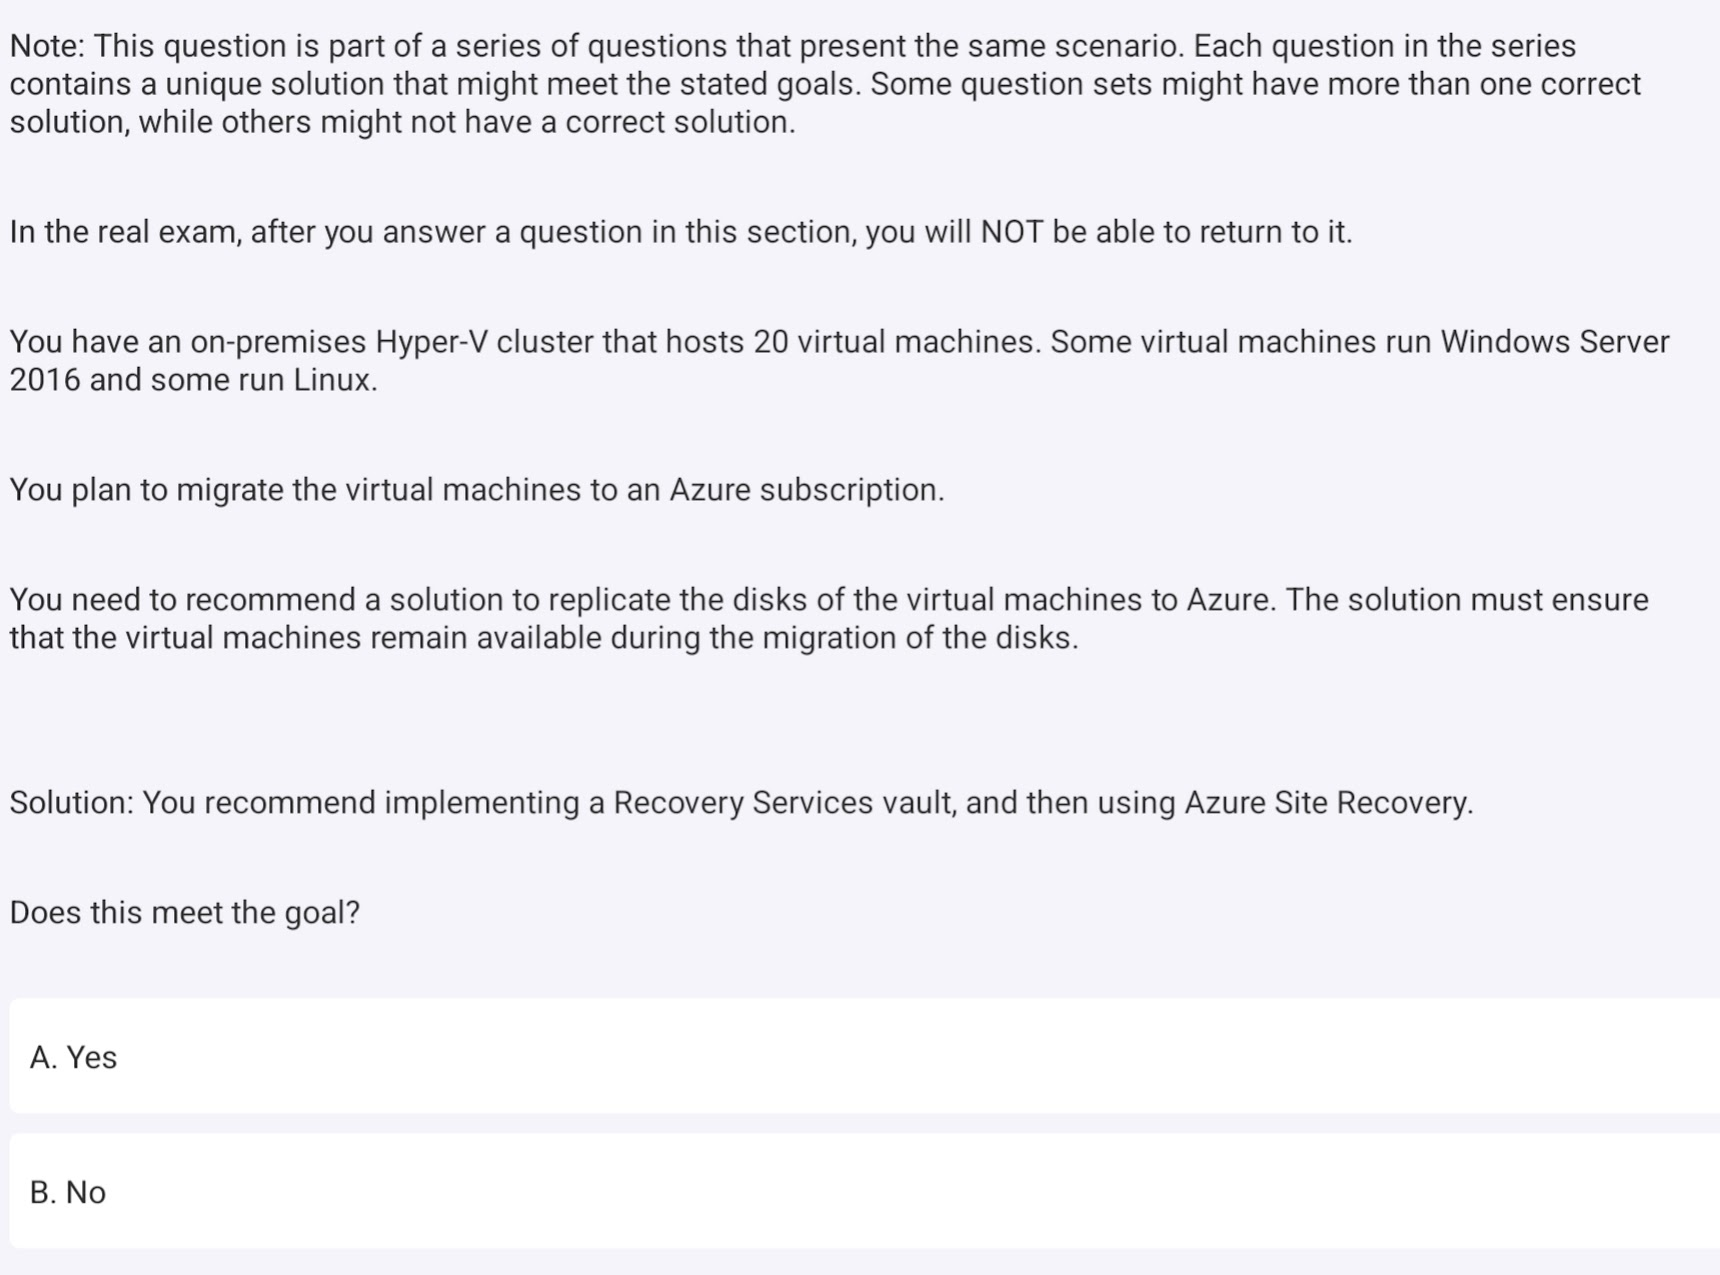 Note: This question is part of a series of questions that present the same scenario. Each question in the series
contains a unique solution that might meet the stated goals. Some question sets might have more than one correct
solution, while others might not have a correct solution.
In the real exam, after you answer a question in this section, you will NOT be able to return to it.
You have an on-premises Hyper-V cluster that hosts 20 virtual machines. Some virtual machines run Windows Server
2016 and some run Linux.
You plan to migrate the virtual machines to an Azure subscription.
You need to recommend a solution to replicate the disks of the virtual machines to Azure. The solution must ensure
that the virtual machines remain available during the migration of the disks.
Solution: You recommend implementing a Recovery Services vault, and then using Azure Site Recovery.
Does this meet the goal?
A. Yes
B. No